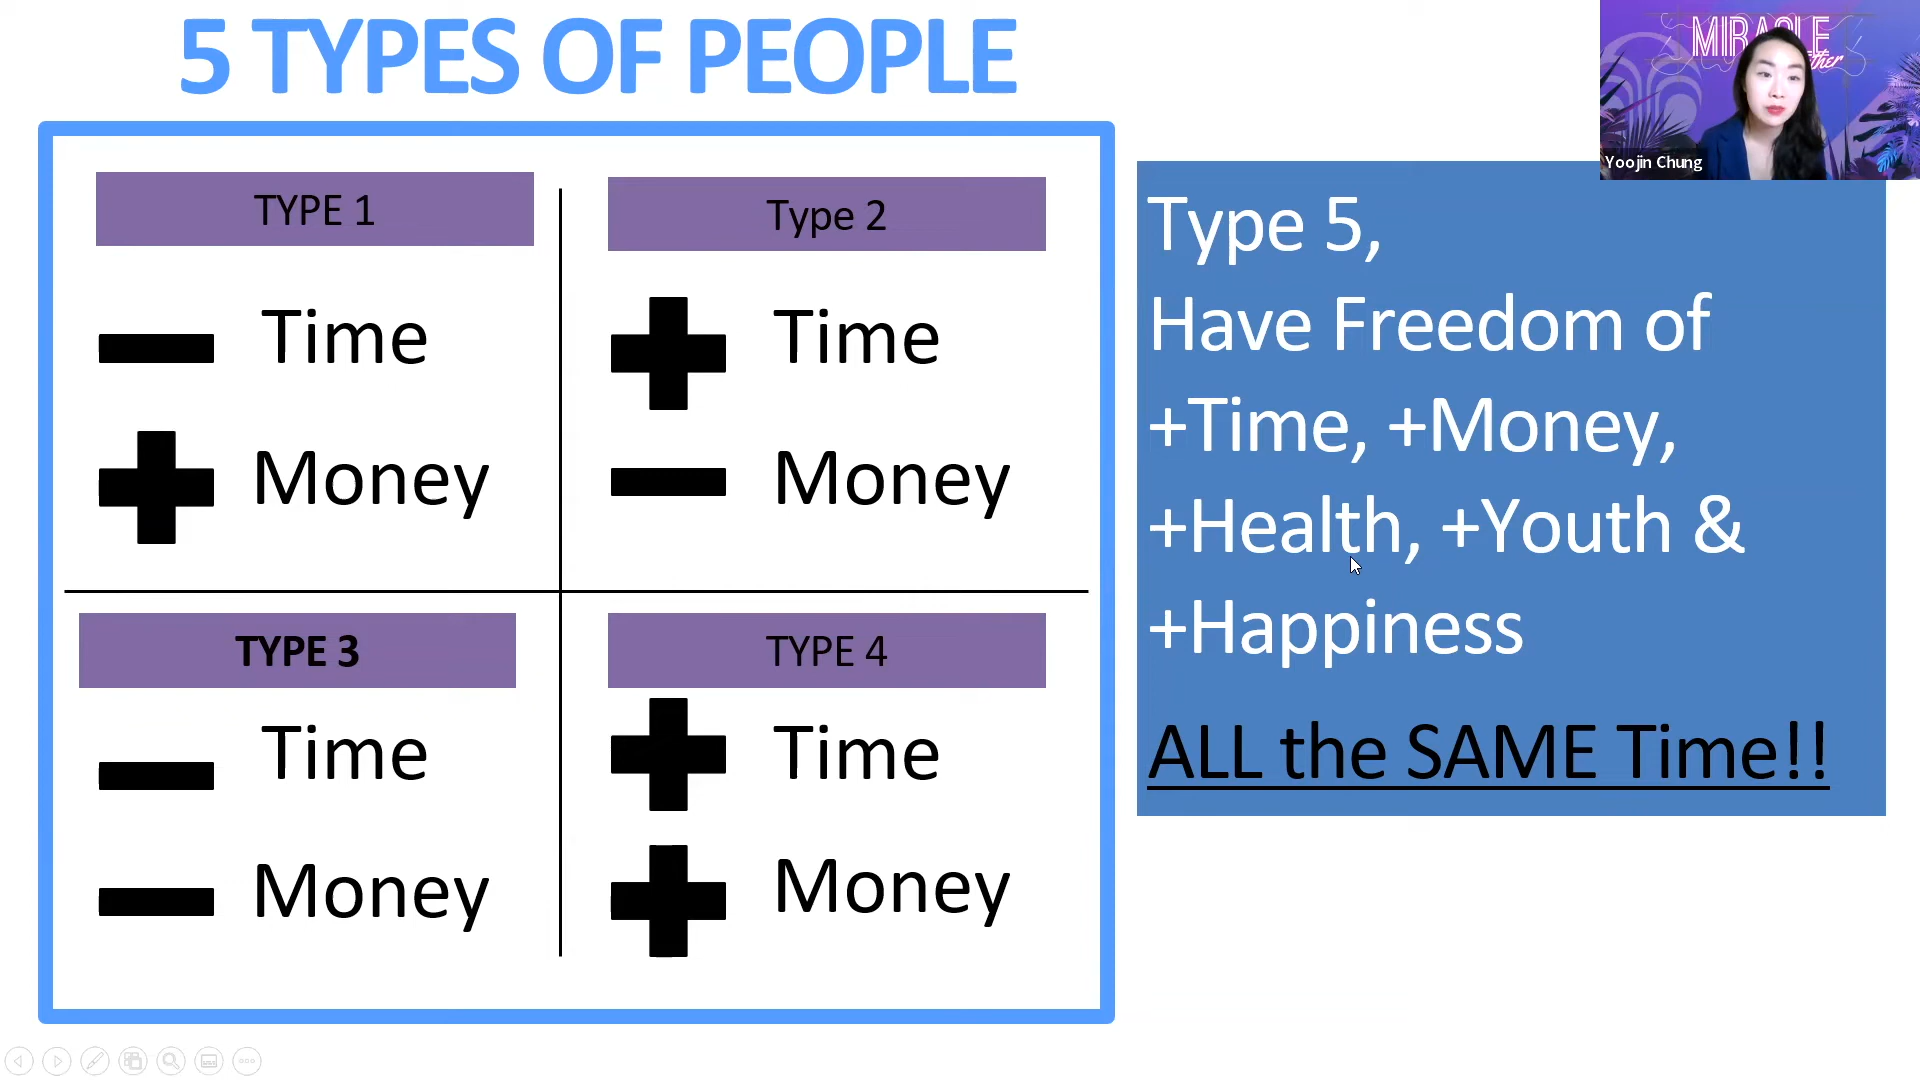 5 TYPES OF PEOPLE
MIRACLE
Yoojin Chung
TYPE 1
Time
Money
Type 2
Time
Money
TYPE 3
Time
Money
TYPE 4
Time
Money
Type 5,
Have Freedom of
+Time, +Money,
+Health, +Youth &
+Happiness
ALL the SAME Time!!